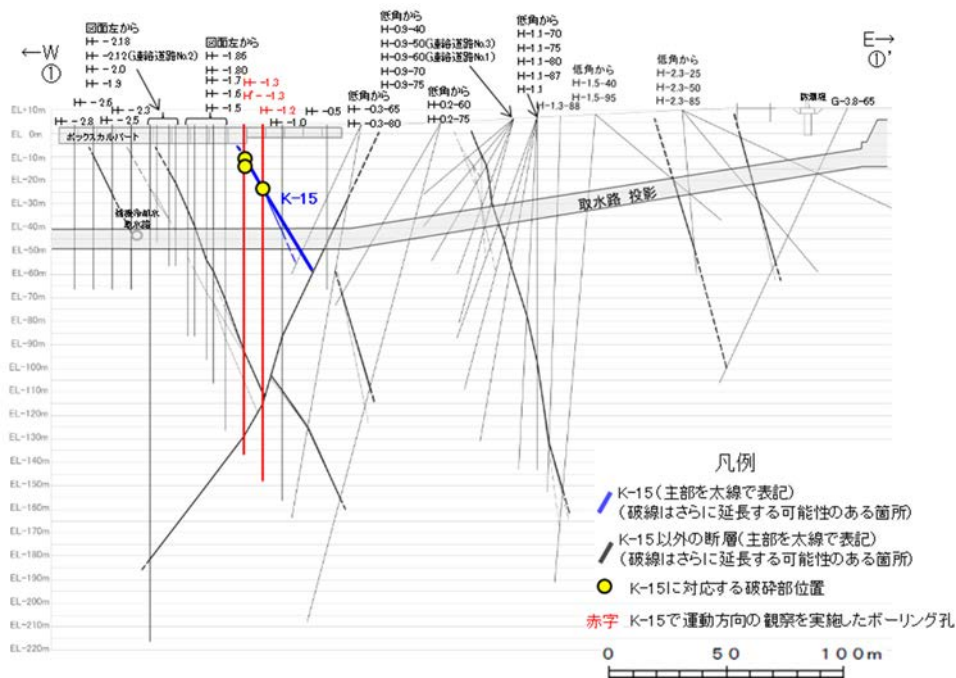 ←W
①
図面左から
H- -2.18
H- -2.12(連絡道路No.2)
H- -2.0
H- -1.9
H- -2.6
H- -2.3
H- -2.8
H- -2.5
図面左から
H- -1.85
H- -1.80
H- -1.7
H- -1.6
H- -1.5
H- -1.3
H'- -1.3
H- -1.2
H- -1.0
H- -0.5
低角から
H-0.3-65
H-0.3-80
低角から
H-0.9-40
H-0.9-50(連絡道路No.3)
H-0.9-60(連絡道路No.1)
H-0.9-70
H-0.9-75
低角から
H-0.2-60
H-0.2-75
低角から
H-1.1-70
H-1.1-75
H-1.1-80
H-1.1-87
H-1.1
H-1.3-88
低角から
H-1.5-40
H-1.5-95
低角から
H-2.3-25
H-2.3-50
H-2.3-85
防潮堤
G-3.8-65
E→
①'
ボックスカルバート
取水路
K-15
取水路 投影
EL+10m
EL 0m
EL-10m
EL-20m
EL-30m
EL-40m
EL-50m
EL-60m
EL-70m
EL-80m
EL-90m
EL-100m
EL-110m
EL-120m
EL-130m
EL-140m
EL-150m
EL-160m
EL-170m
EL-180m
EL-190m
EL-200m
EL-210m
EL-220m
凡例
K-15(主部を太線で表記)
(破線はさらに延長する可能性のある箇所)
K-15以外の断層(主部を太線で表記)
(破線はさらに延長する可能性のある箇所)
K-15に対応する破砕部位置
赤字 K-15で運動方向の観察を実施したボーリング孔
0 50 100m